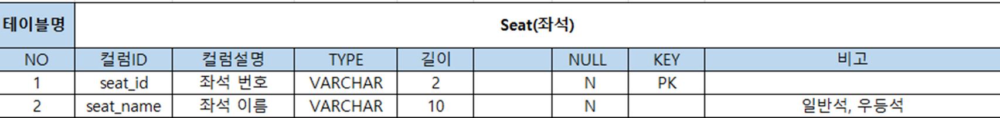 테이블명 Seat(좌석)
NO 컬럼ID 컬럼설명 TYPE 길이 NULL KEY 비고
1 seat_id 좌석 번호 VARCHAR 2 N PK
2 seat_name 좌석 이름 VARCHAR 10 N 일반석, 우등석